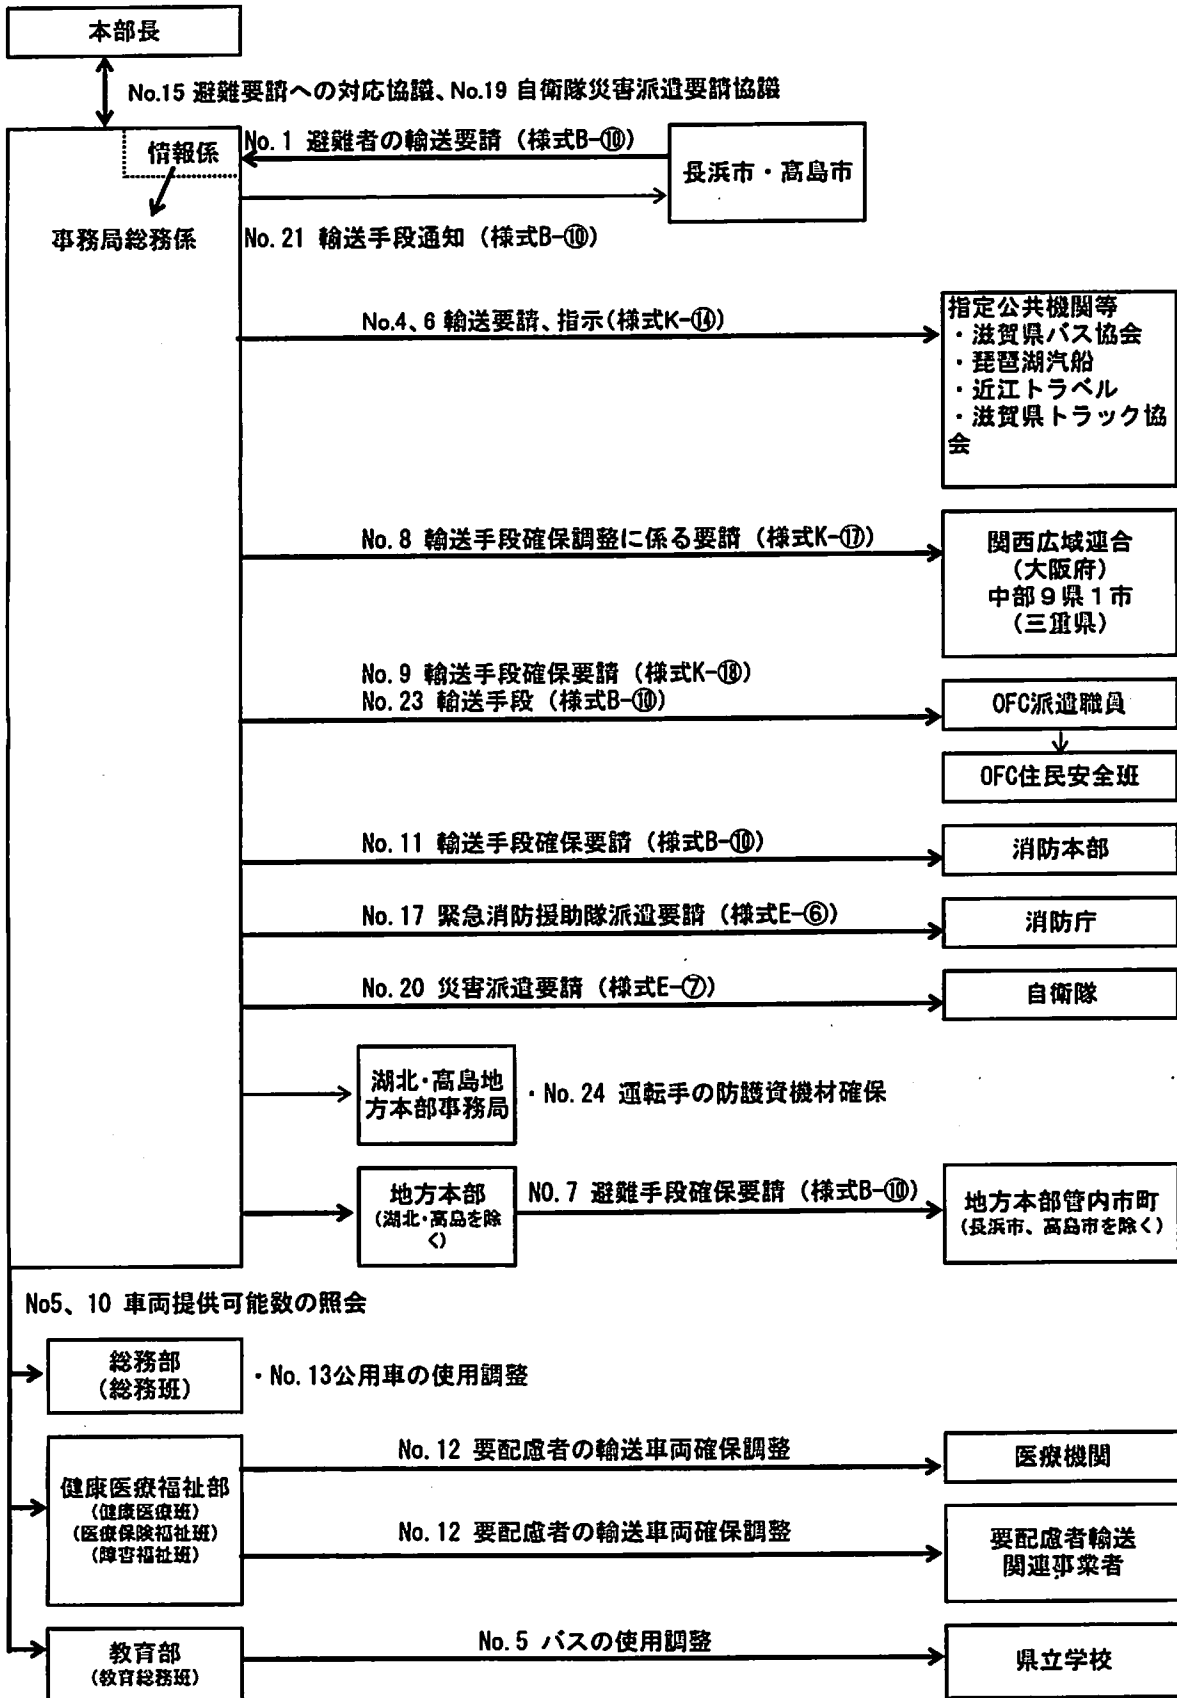 本部長
No.15 避難要請への対応協議、No.19 自衛隊災害派遣要請協議
情報係
No.1 避難者の輸送要請（様式B-⑩）
長浜市・高島市
事務局総務係
No.21 輸送手段通知（様式B-⑩）
No.4、6 輸送要請、指示(様式K-⑭)
指定公共機関等
・滋賀県バス協会
・琵琶湖汽船
・近江トラベル
・滋賀県トラック協
会
No.8 輸送手段確保調整に係る要請（様式K-⑰）
関西広域連合
（大阪府）
中部９県１市
（三重県）
No.9 輸送手段確保要請（様式K-⑱）
No.23 輸送手段（様式B-⑩）
OFC派遣職員
OFC住民安全班
No.11 輸送手段確保要請（様式B-⑩）
消防本部
No.17 緊急消防援助隊派遣要請（様式E-⑥）
消防庁
No.20 災害派遣要請（様式E-⑦）
自衛隊
湖北・高島地
方本部事務局
・No.24 運転手の防護資機材確保
地方本部
（湖北・高島を除
く）
NO.7 避難手段確保要請（様式B-⑩）
地方本部管内市町
（長浜市、高島市を除く）
No5、10 車両提供可能数の照会
総務部
（総務班）
・No.13公用車の使用調整
健康医療福祉部
（健康医療班）
（医療保険福祉班）
（障害福祉班）
No.12 要配慮者の輸送車両確保調整
医療機関
No.12 要配慮者の輸送車両確保調整
要配慮者輸送
関連事業者
教育部
（教育総務班）
No.5 バスの使用調整
県立学校